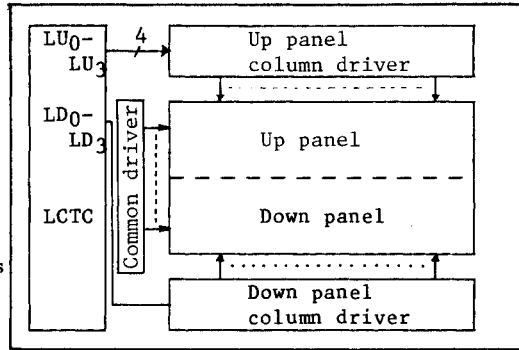 LU0-
LU3
4
Up panel
column driver
LD0-
LD3
Common driver
Up panel
LCTC
Down panel
s
Down panel
column driver